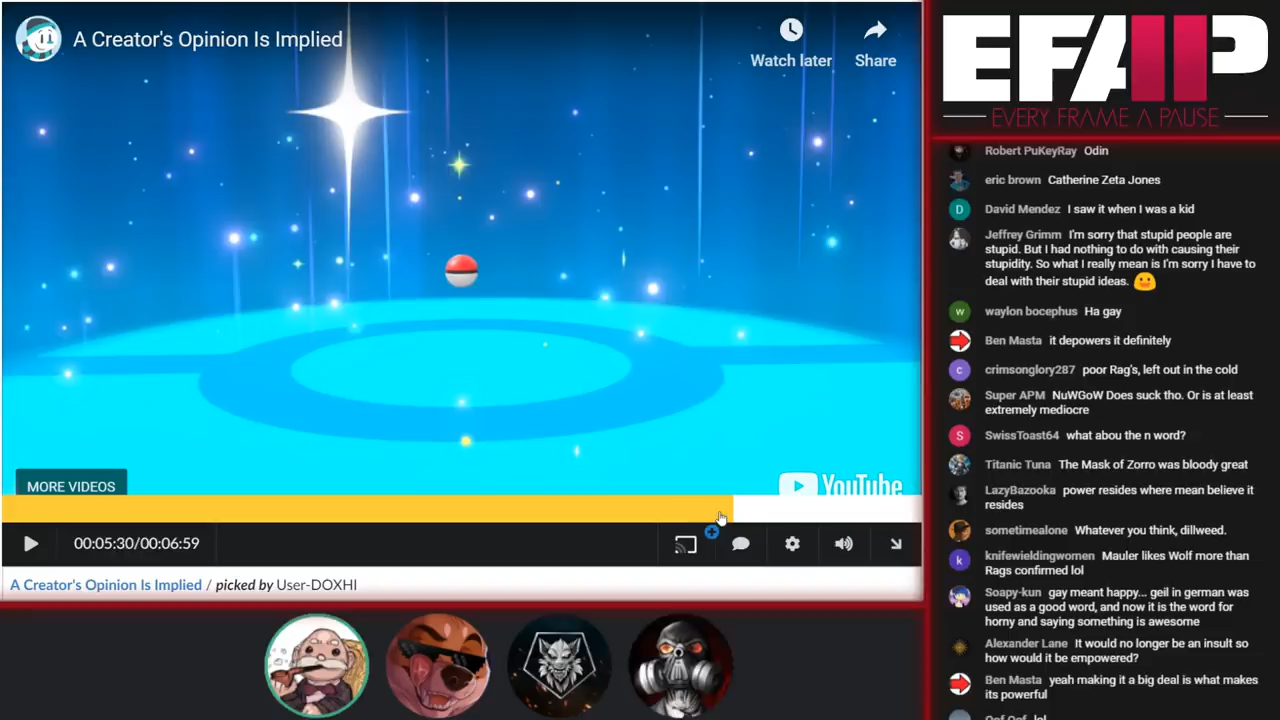 A Creator's Opinion Is Implied
Watch later
Share
MORE VIDEOS
YouTube
00:05:30/00:06:59
A Creator's Opinion Is Implied / picked by User-DOXHI
EFAP
EVERY FRAME A PAUSE
Robert PuKeyRay Odin
eric brown Catherine Zeta Jones
D
David Mendez I saw it when I was a kid
Jeffrey Grimm I'm sorry that stupid people are
stupid. But I had nothing to do with causing their
stupidity. So what I really mean is I'm sorry I have to
deal with their stupid ideas.
w
waylon bocephus Ha gay
Ben Masta it depowers it definitely
c
crimsonglory287 poor Rag's, left out in the cold
Super APM NuWGoW Does suck tho. Or is at least
extremely mediocre
S
SwissToast64 what abou the n word?
Titanic Tuna The Mask of Zorro was bloody great
LazyBazooka power resides where mean believe it
resides
sometimealone Whatever you think, dillweed.
k
knifewieldingwomen Mauler likes Wolf more than
Rags confirmed lol
Soapy-kun gay meant happy... geil in german was
used as a good word, and now it is the word for
horny and saying something is awesome
Alexander Lane It would no longer be an insult so
how would it be empowered?
Ben Masta yeah making it a big deal is what makes
its powerful